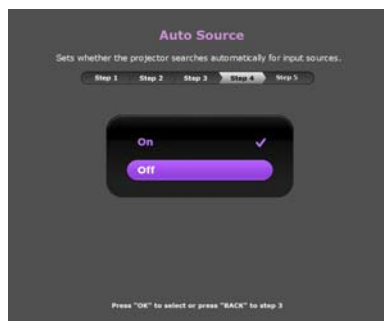 Auto Source
Sets whether the projector searches automatically for input sources.
Step 1 Step 2 Step 3 Step 4 Step 5
On
Off
Press "OK" to select or press "BACK" to step 3